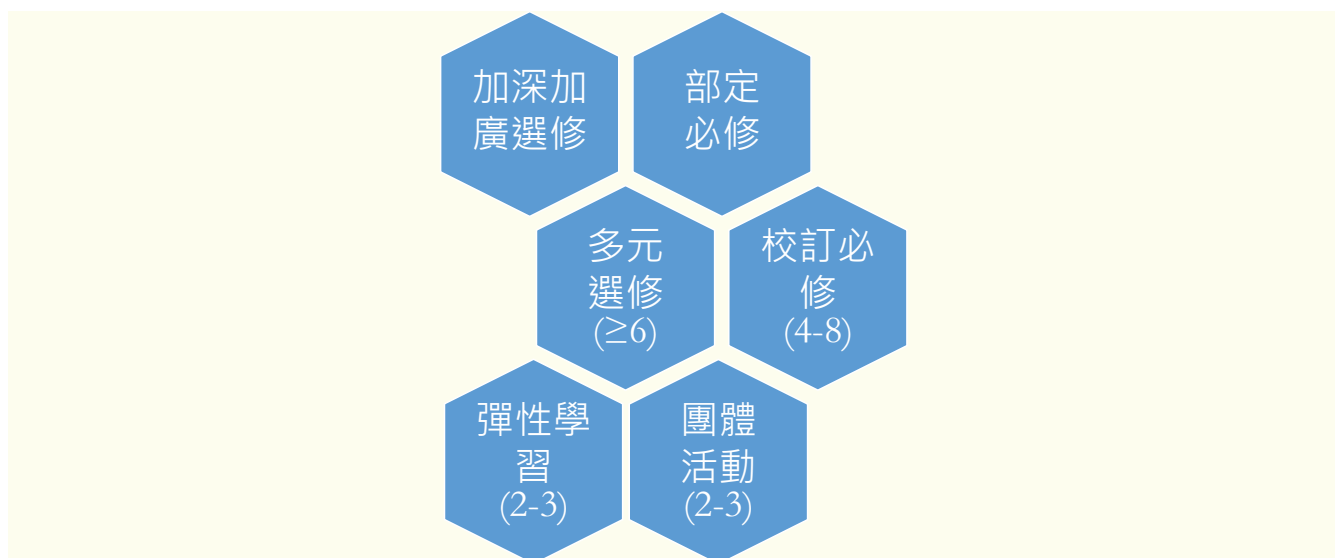 加深加
廣選修
部定
必修
多元
選修
(≥6)
校訂必
修
(4-8)
彈性學
習
(2-3)
團體
活動
(2-3)